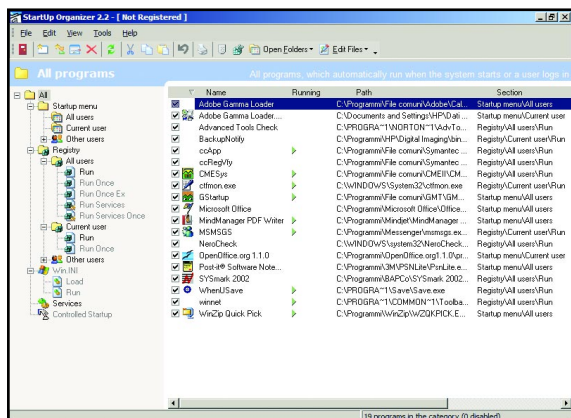 StartUp Organizer 2.2 - [ Not Registered ]
File Edit View Tools Help
Open Folders Edit Files
All programs
All programs, which automatically run when the system starts or a user logs in
All
Startup menu
All users
Current user
Other users
Registry
All users
Run
Run Once
Run Once Ex
Run Services
Run Services Once
Current user
Run
Run Once
Other users
Win.INI
Load
Run
Services
Controlled Startup
Name Running Path Section
Adobe Gamma Loader C:\Programmi\File comuni\Adobe\Cal... Startup menu\All users
Adobe Gamma Loader.... C:\Documents and Settings\HP\Dati ... Startup menu\Current user
Advanced Tools Check C:\PROGRA~1\NORTON~1\AdvTo... Registry\All users\Run
BackupNotify C:\Programmi\HP\Digital Imaging\bin... Registry\Current user\Run
ccApp C:\Programmi\File comuni\Symantec ... Registry\All users\Run
ccRegVfy C:\Programmi\File comuni\Symantec ... Registry\All users\Run
CMESys C:\Programmi\File comuni\CMEII\CM... Registry\All users\Run
ctfmon.exe C:\WINDOWS\System32\ctfmon.exe Registry\Current user\Run
GStartup C:\Programmi\File comuni\GMT\GM... Startup menu\All users
Microsoft Office C:\Programmi\Microsoft Office\Office... Startup menu\All users
MindManager PDF Writer C:\Programmi\Mindjet\MindManager ... Registry\All users\Run
MSMSGS C:\Programmi\Messenger\msmsgs.ex... Registry\Current user\Run
NeroCheck C:\WINDOWS\system32\NeroCheck... Registry\All users\Run
OpenOffice.org 1.1.0 C:\Programmi\OpenOffice.org1.1.0\pr... Startup menu\Current user
Post-it® Software Note... C:\Programmi\3M\PSNLite\PsnLite.e... Startup menu\All users
SYSmark 2002 C:\Programmi\BAPCo\SYSmark 2002... Registry\All users\Run
WhenUSave C:\PROGRA~1\Save\Save.exe Registry\All users\Run
winnet C:\PROGRA~1\COMMON~1\Toolba... Registry\All users\Run
WinZip Quick Pick C:\Programmi\WinZip\WZQKPICK.E... Startup menu\All users
19 programs in the category (0 disabled)